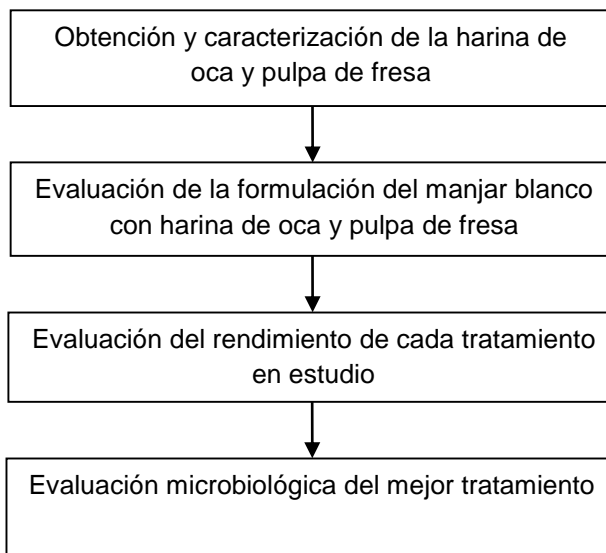 Obtención y caracterización de la harina de
oca y pulpa de fresa
Evaluación de la formulación del manjar blanco
con harina de oca y pulpa de fresa
Evaluación del rendimiento de cada tratamiento
en estudio
Evaluación microbiológica del mejor tratamiento